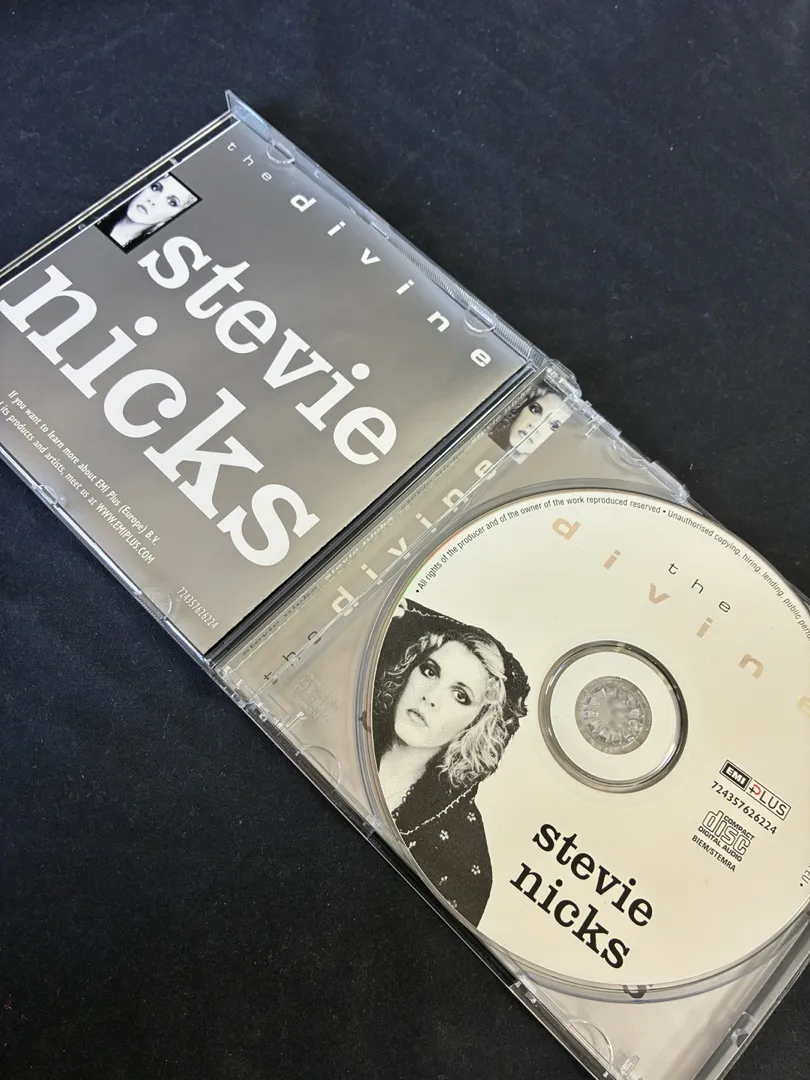 the divine
stevie
nicks
If you want to learn more about EMI Plus (Europe) B.V.
its products and artists, meet us at WWW.EMIPLUS.COM
72435762624
the divine
stevie nicks
• All rights of the producer and of the owner of the work reproduced reserved • Unauthorised copying, hiring, lending, public
the
divine
EMI PLUS
724357626224
COMPACT
disc
DIGITAL AUDIO
BIEM/STEMRA
stevie
nicks